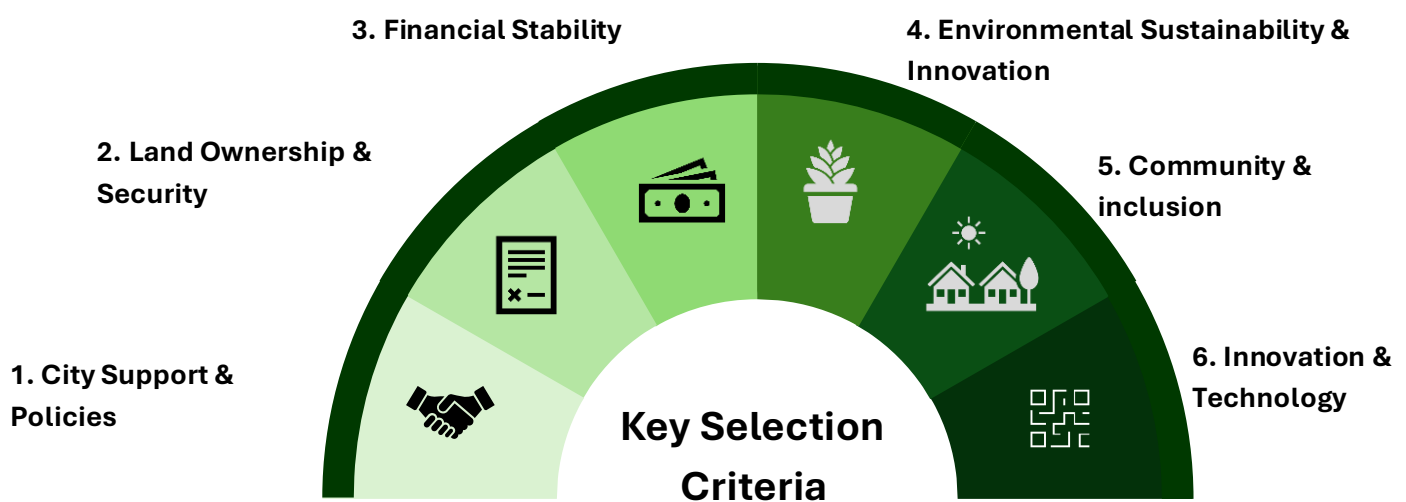 1. City Support &
Policies
2. Land Ownership &
Security
3. Financial Stability
4. Environmental Sustainability &
Innovation
5. Community &
inclusion
6. Innovation &
Technology
Key Selection
Criteria